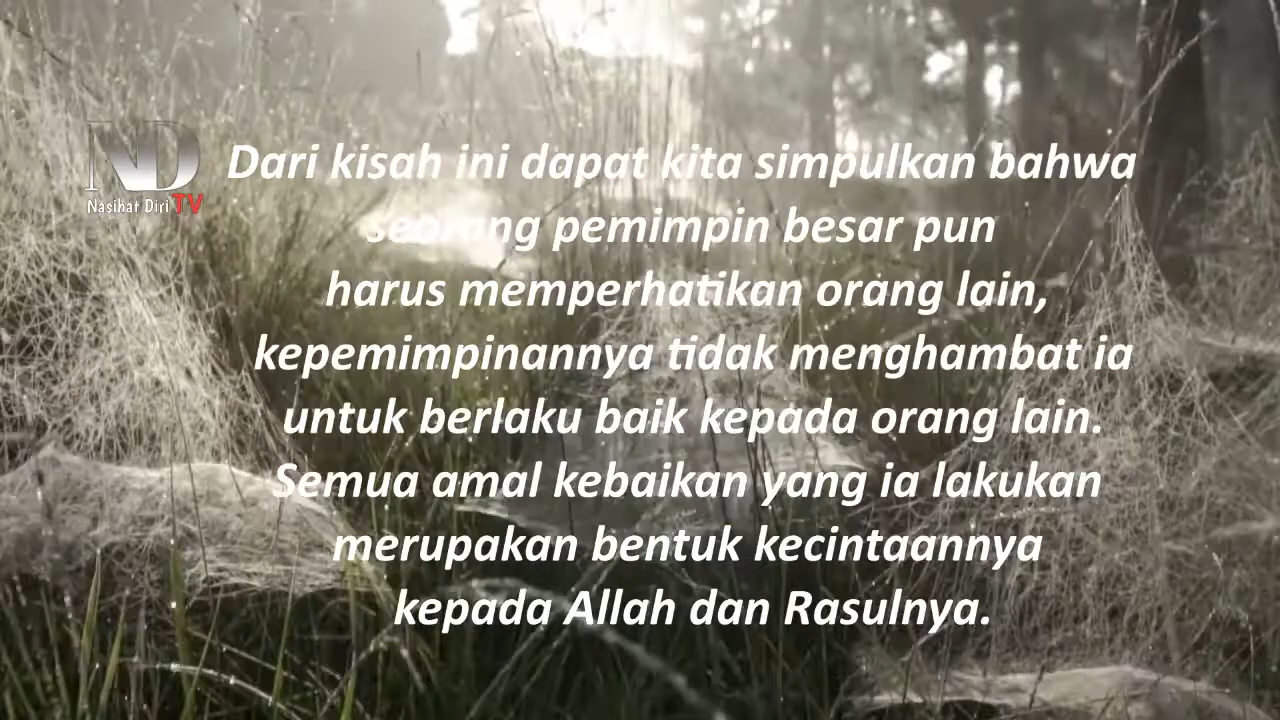 ND
Nasihat Diri TV
Dari kisah ini dapat kita simpulkan bahwa
seorang pemimpin besar pun
harus memperhatikan orang lain,
kepemimpinannya tidak menghambat ia
untuk berlaku baik kepada orang lain.
Semua amal kebaikan yang ia lakukan
merupakan bentuk kecintaannya
kepada Allah dan Rasulnya.